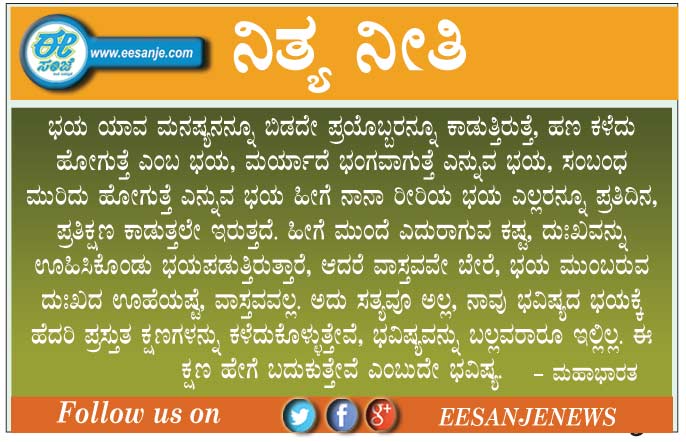 ಈ ಸಂಜೆ
www.eesanje.com
ನಿತ್ಯ ನೀತಿ
ಭಯ ಯಾವ ಮನಷ್ಯನನ್ನೂ ಬಿಡದೇ ಪ್ರಯೊಬ್ಬರನ್ನೂ ಕಾಡುತ್ತಿರುತ್ತೆ, ಹಣ ಕಳೆದು
ಹೋಗುತ್ತೆ ಎಂಬ ಭಯ, ಮರ್ಯಾದೆ ಭಂಗವಾಗುತ್ತೆ ಎನ್ನುವ ಭಯ, ಸಂಬಂಧ
ಮುರಿದು ಹೋಗುತ್ತೆ ಎನ್ನುವ ಭಯ ಹೀಗೆ ನಾನಾ ರೀರಿಯ ಭಯ ಎಲ್ಲರನ್ನೂ ಪ್ರತಿದಿನ,
ಪ್ರತಿಕ್ಷಣ ಕಾಡುತ್ತಲೇ ಇರುತ್ತದೆ. ಹೀಗೆ ಮುಂದೆ ಎದುರಾಗುವ ಕಷ್ಟ, ದುಃಖವನ್ನು
ಊಹಿಸಿಕೊಂಡು ಭಯಪಡುತ್ತಿರುತ್ತಾರೆ, ಆದರೆ ವಾಸ್ತವವೇ ಬೇರೆ, ಭಯ ಮುಂಬರುವ
ದುಃಖದ ಊಹೆಯಷ್ಟೆ, ವಾಸ್ತವವಲ್ಲ. ಅದು ಸತ್ಯವೂ ಅಲ್ಲ, ನಾವು ಭವಿಷ್ಯದ ಭಯಕ್ಕೆ
ಹೆದರಿ ಪ್ರಸ್ತುತ ಕ್ಷಣಗಳನ್ನು ಕಳೆದುಕೊಳ್ಳುತ್ತೇವೆ, ಭವಿಷ್ಯವನ್ನು ಬಲ್ಲವರಾರೂ ಇಲ್ಲಿಲ್ಲ. ಈ
ಕ್ಷಣ ಹೇಗೆ ಬದುಕುತ್ತೇವೆ ಎಂಬುದೇ ಭವಿಷ್ಯ. – ಮಹಾಭಾರತ
Follow us on f g+ EESANJENEWS